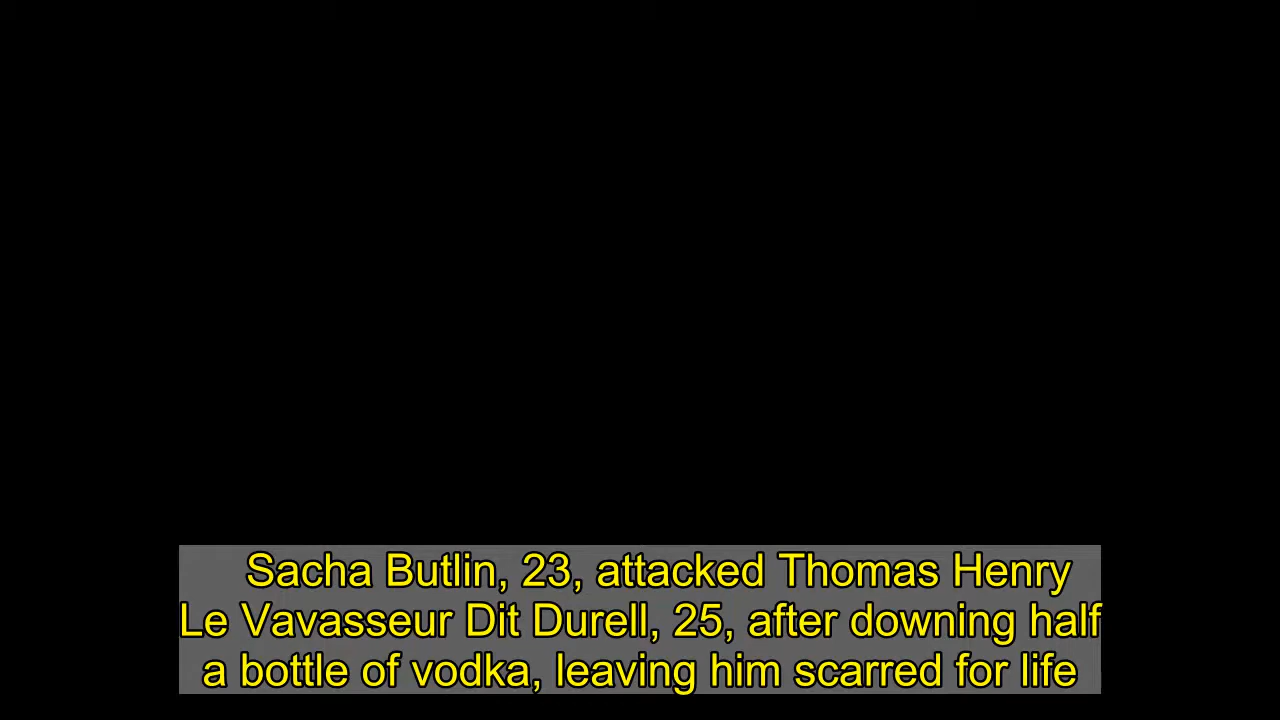 Sacha Butlin, 23, attacked Thomas Henry
Le Vavasseur Dit Durell, 25, after downing half
a bottle of vodka, leaving him scarred for life